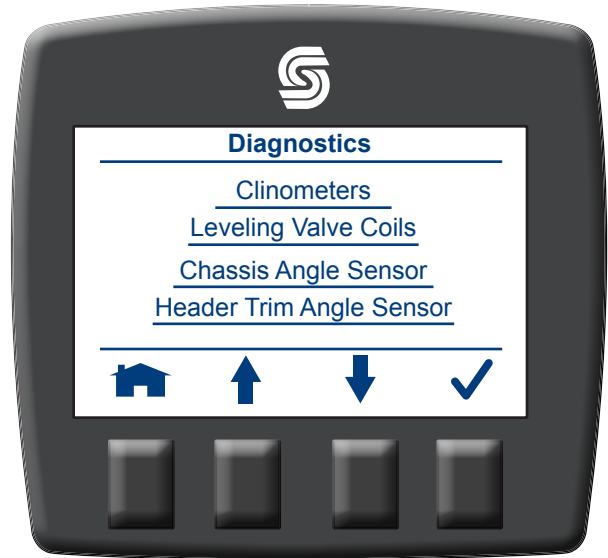 Diagnostics
Clinometers
Leveling Valve Coils
Chassis Angle Sensor
Header Trim Angle Sensor